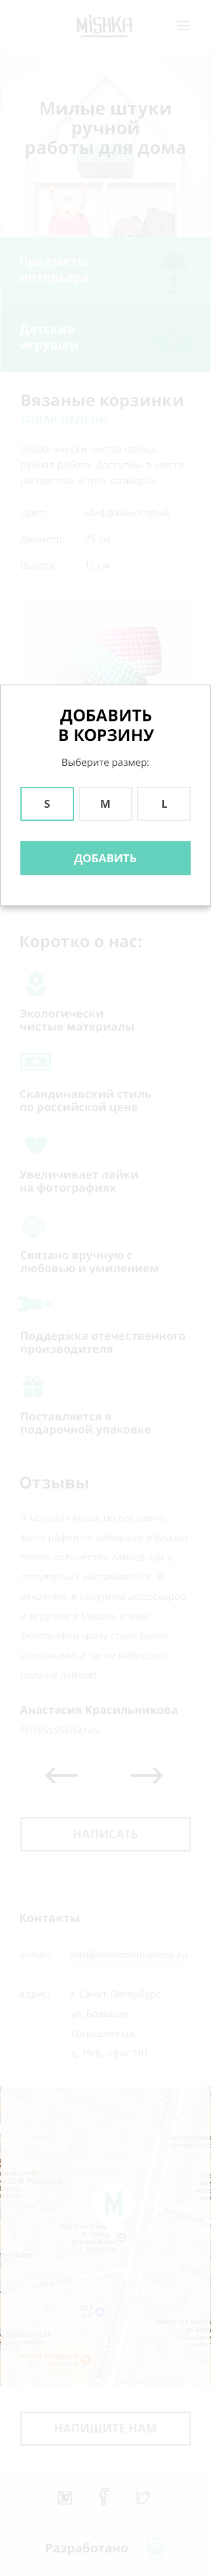 MiSHKA
Милые штуки
ручной
работы для дома
Предметы
интерьера
Детские
игрушки
Вязаные корзинки
ТОВАР НЕДЕЛИ
Экологически чистая пряжа,
ручная работа. Доступны в шести
расцветках и трёх размерах.
Цвет: «Тиффани»/серый
Диаметр: 25 см
Высота: 15 см
ДОБАВИТЬ
В КОРЗИНУ
Выберите размер:
S M L
ДОБАВИТЬ
Коротко о нас:
Экологически
чистые материалы
Скандинавский стиль
по российской цене
Увеличивает лайки
на фотографиях
Связано вручную с
любовью и умилением
Поддержка отечественного
производителя
Поставляется в
подарочной упаковке
Отзывы
Я молодая мама, но всё равно
фотографии не набирали и близко
такого количества лайков, как у
популярных инстамамочек. В
отчаянии, я накупила аксессуаров
и игрушек в Мишке, и мои
фотографии сразу стали более
стильными, а также набирают
больше лайков!
Анастасия Красильникова
@misssssiskras
НАПИСАТЬ
Контакты
e-mail: info@mimimishkashop.ru
адрес: г. Санкт-Петербург,
ул. Большая
Конюшенная,
д. 19/8, офис 101
M
НАПИШИТЕ НАМ
Разработано